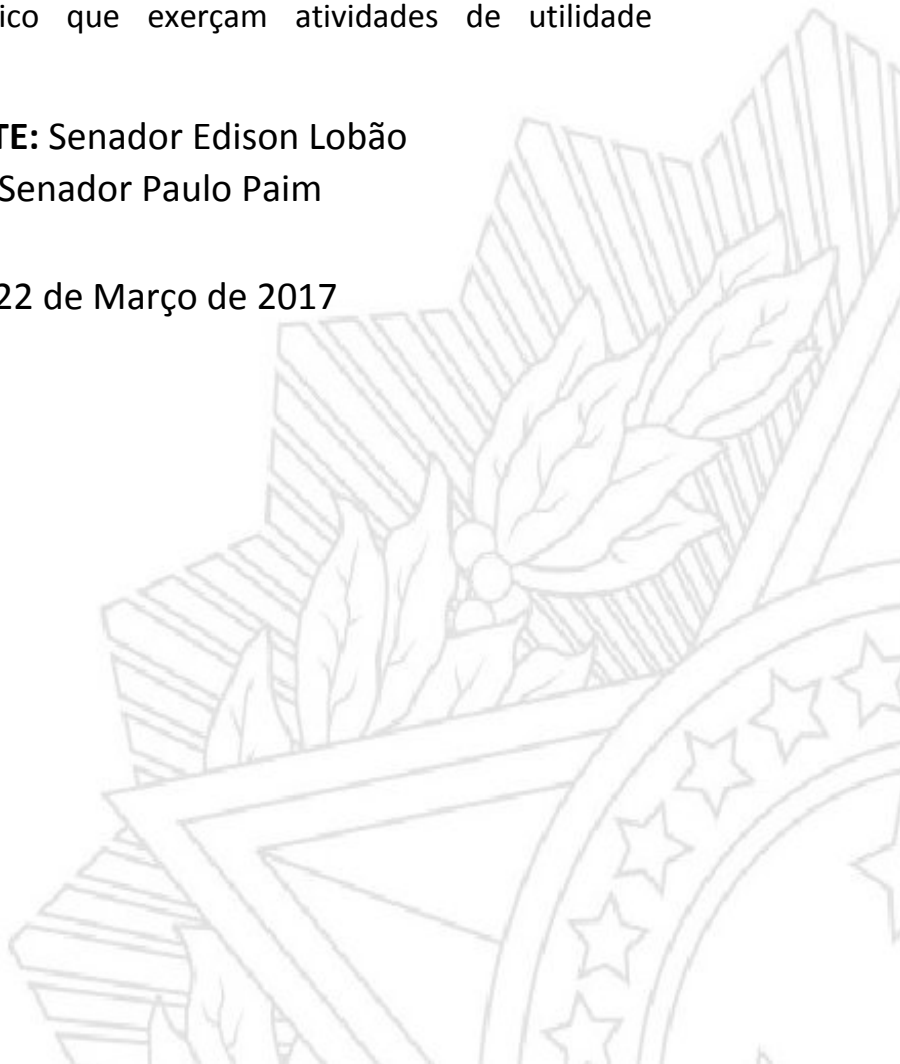 ico que exerçam atividades de utilidade
TE: Senador Edison Lobão
Senador Paulo Paim
22 de Março de 2017